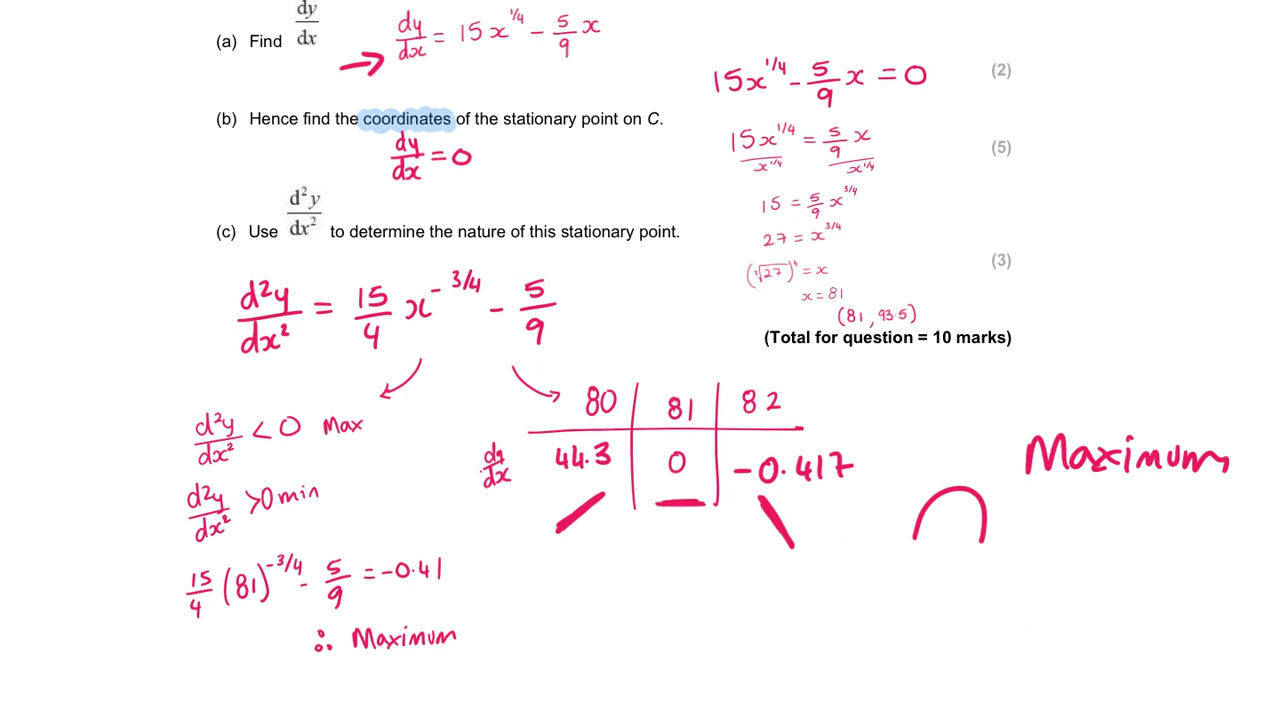 (a) Find dy/dx → dy/dx = 15x^1/4 - 5/9 x
(2)
(b) Hence find the coordinates of the stationary point on C.
dy/dx = 0
(5)
15x^1/4 - 5/9 x = 0
15x^1/4 / x^1/4 = 5/9 x / x^1/4
15 = 5/9 x^3/4
27 = x^3/4
(³√27)^4 = x
x = 81
(81, 93.5)
(c) Use d²y/dx² to determine the nature of this stationary point.
(3)
(Total for question = 10 marks)
d²y/dx² = 15/4 x^-3/4 - 5/9
d²y/dx² < 0 Max
d²y/dx² >0 min
15/4 (81)^-3/4 - 5/9 = -0.41
∴ Maximum
80 | 81 | 82
dy/dx 44.3 | 0 | -0.417
Maximum